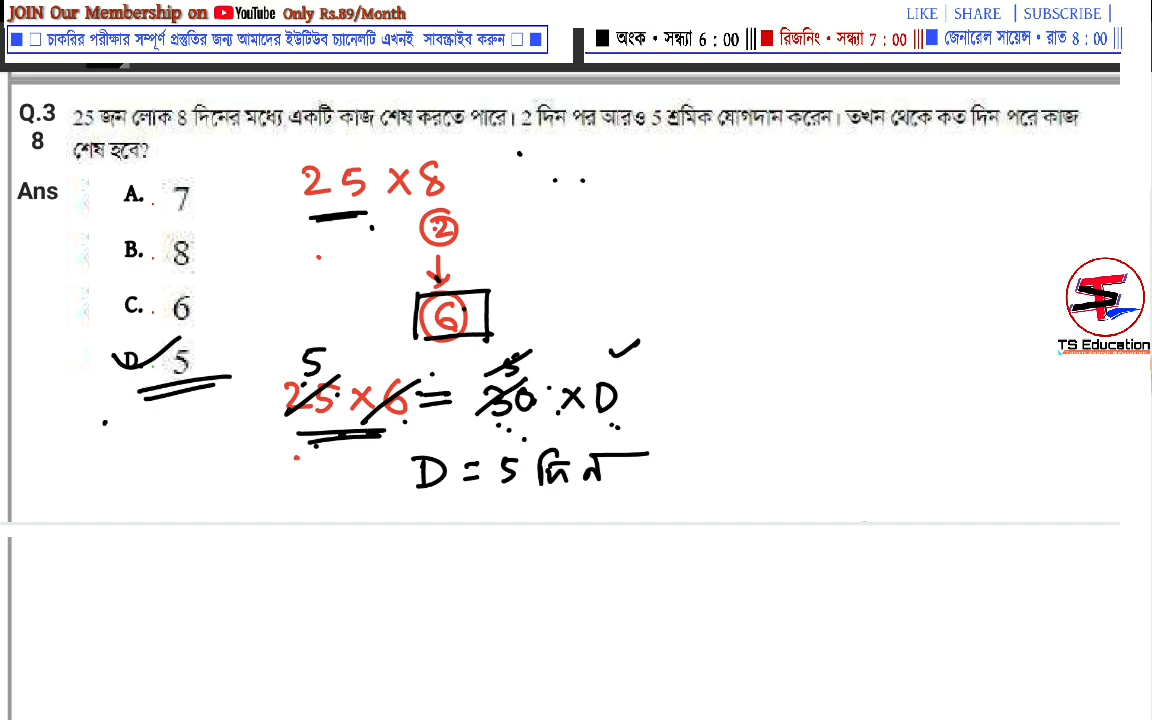 JOIN Our Membership on YouTube Only Rs.89/Month
LIKE | SHARE | SUBSCRIBE |
■ □ চাকরির পরীক্ষার সম্পূর্ণ প্রস্তুতির জন্য আমাদের ইউটিউব চ্যানেলটি এখনই সাবস্ক্রাইব করুন □ ■
■ অংক • সন্ধ্যা 6 : 00 ||| ■ রিজনিং • সন্ধ্যা 7 : 00 ||| ■ জেনারেল সায়েন্স • রাত 8 : 00 |||
Q.38 25 জন লোক 8 দিনের মধ্যে একটি কাজ শেষ করতে পারে। 2 দিন পর আরও 5 শ্রমিক যোগদান করেন। তখন থেকে কত দিন পরে কাজ
শেষ হবে?
Ans
A. 7
B. 8
C. 6
D. 5
25 × 8
2
6
5 5
25 × 6 = 30 × D
D = 5 দিন
TS Education